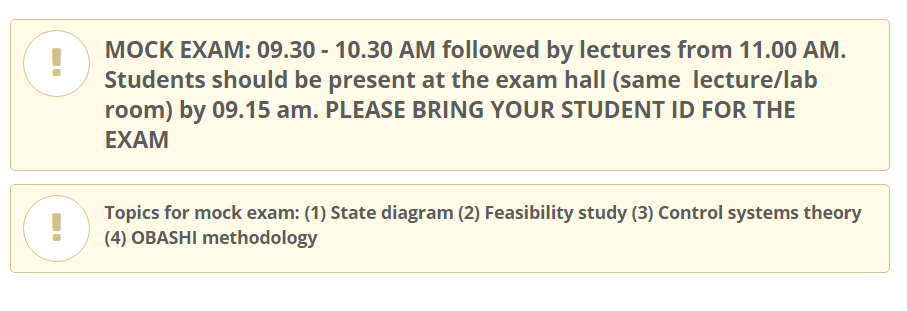 MOCK EXAM: 09.30 - 10.30 AM followed by lectures from 11.00 AM.
Students should be present at the exam hall (same  lecture/lab
room) by 09.15 am. PLEASE BRING YOUR STUDENT ID FOR THE
EXAM
Topics for mock exam: (1) State diagram (2) Feasibility study (3) Control systems theory
(4) OBASHI methodology